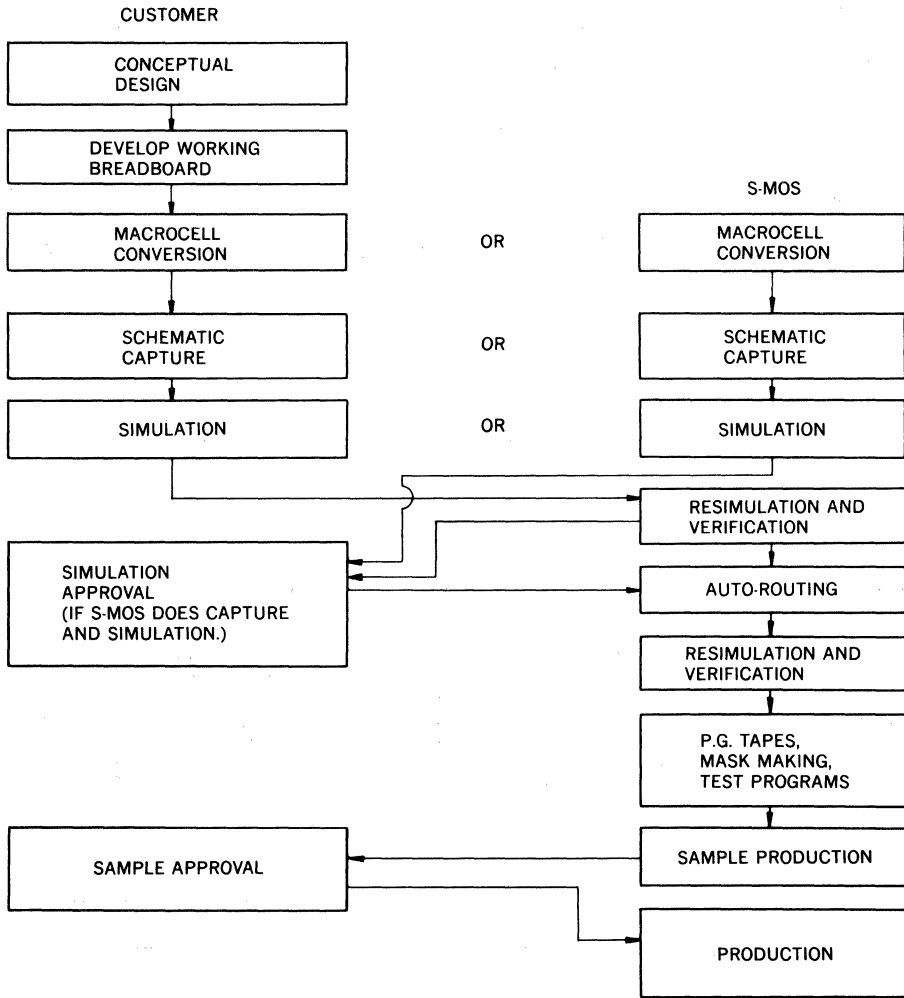 CUSTOMER
CONCEPTUAL
DESIGN
DEVELOP WORKING
BREADBOARD
S-MOS
MACROCELL
CONVERSION
OR
MACROCELL
CONVERSION
SCHEMATIC
CAPTURE
OR
SCHEMATIC
CAPTURE
SIMULATION
OR
SIMULATION
RESIMULATION AND
VERIFICATION
SIMULATION
APPROVAL
(IF S-MOS DOES CAPTURE
AND SIMULATION.)
AUTO-ROUTING
RESIMULATION AND
VERIFICATION
P.G. TAPES,
MASK MAKING,
TEST PROGRAMS
SAMPLE APPROVAL
SAMPLE PRODUCTION
PRODUCTION